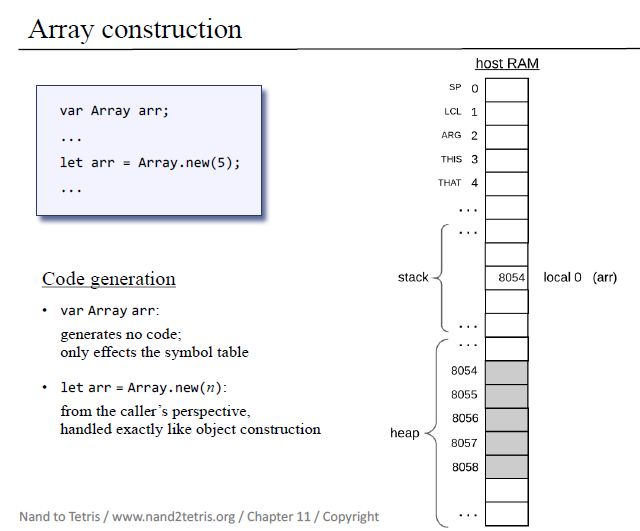 Array construction
var Array arr;
...
let arr = Array.new(5);
...
Code generation
• var Array arr:
generates no code;
only effects the symbol table
• let arr = Array.new(n):
from the caller's perspective,
handled exactly like object construction
host RAM
SP 0
LCL 1
ARG 2
THIS 3
THAT 4
...
...
stack
8054 local 0 (arr)
...
...
heap
8054
8055
8056
8057
8058
...
Nand to Tetris / www.nand2tetris.org / Chapter 11 / Copyright